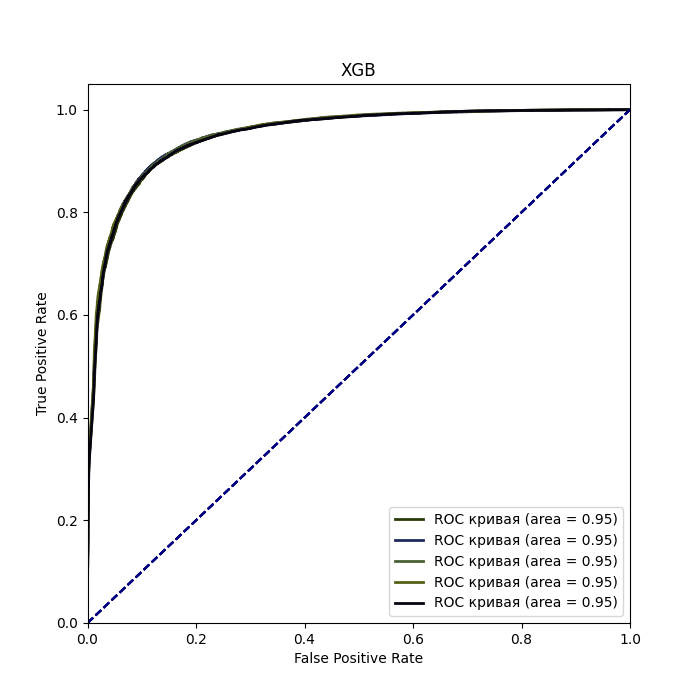 XGB
True Positive Rate
1.0
0.8
0.6
0.4
0.2
0.0
ROC кривая (area = 0.95)
ROC кривая (area = 0.95)
ROC кривая (area = 0.95)
ROC кривая (area = 0.95)
ROC кривая (area = 0.95)
0.0 0.2 0.4 0.6 0.8 1.0
False Positive Rate